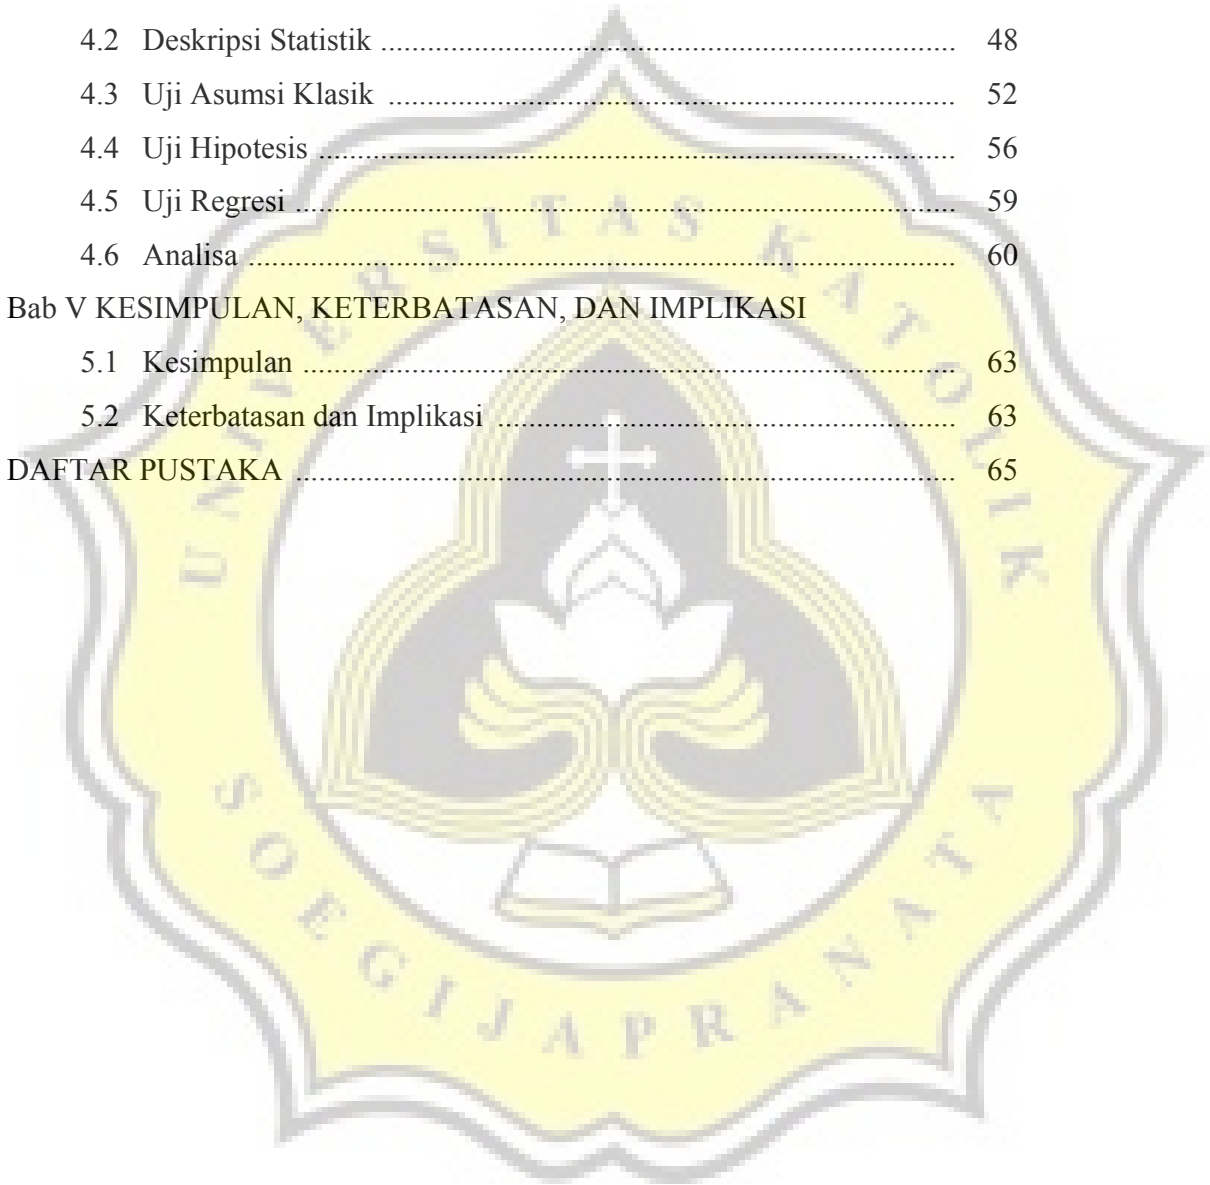 4.2 Deskripsi Statistik ........................................................................... 48
4.3 Uji Asumsi Klasik .......................................................................... 52
4.4 Uji Hipotesis ................................................................................... 56
4.5 Uji Regresi ...................................................................................... 59
4.6 Analisa ............................................................................................ 60
Bab V KESIMPULAN, KETERBATASAN, DAN IMPLIKASI
5.1 Kesimpulan ..................................................................................... 63
5.2 Keterbatasan dan Implikasi ............................................................ 63
DAFTAR PUSTAKA ...................................................................................... 65
UNIVERSITAS KATOLIK
SOEGIJAPRANATA